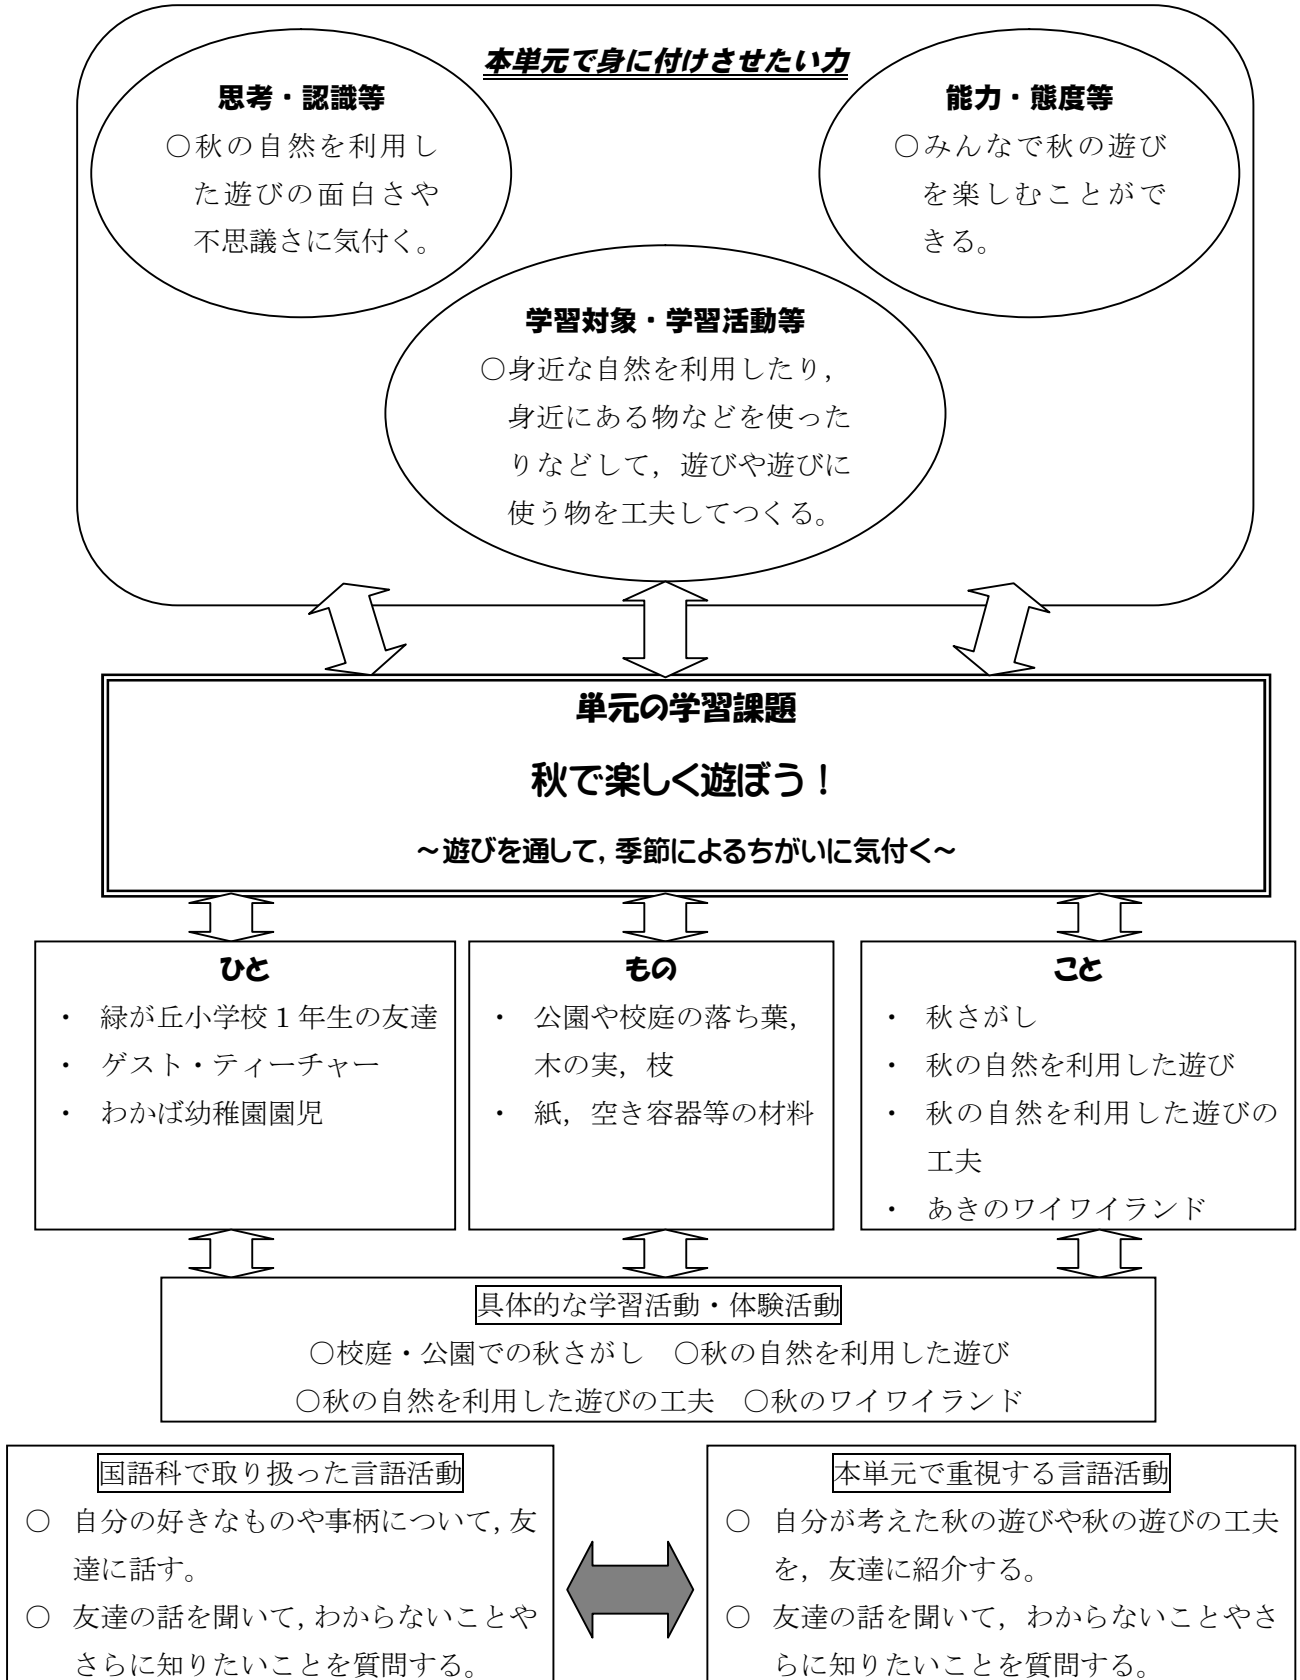 本単元で身に付けさせたい力
思考・認識等
○秋の自然を利用し
た遊びの面白さや
不思議さに気付く。
能力・態度等
○みんなで秋の遊び
を楽しむことがで
きる。
学習対象・学習活動等
○身近な自然を利用したり，
身近にある物などを使った
りなどして，遊びや遊びに
使う物を工夫してつくる。
単元の学習課題
秋で楽しく遊ぼう！
～遊びを通して，季節によるちがいに気付く～
ひと
・ 緑が丘小学校1年生の友達
・ ゲスト・ティーチャー
・ わかば幼稚園園児
もの
・ 公園や校庭の落ち葉，
木の実，枝
・ 紙，空き容器等の材料
こと
・ 秋さがし
・ 秋の自然を利用した遊び
・ 秋の自然を利用した遊びの
工夫
・ あきのワイワイランド
具体的な学習活動・体験活動
○校庭・公園での秋さがし ○秋の自然を利用した遊び
○秋の自然を利用した遊びの工夫 ○秋のワイワイランド
国語科で取り扱った言語活動
○ 自分の好きなものや事柄について，友
達に話す。
○ 友達の話を聞いて，わからないことや
さらに知りたいことを質問する。
本単元で重視する言語活動
○ 自分が考えた秋の遊びや秋の遊びの工夫
を，友達に紹介する。
○ 友達の話を聞いて，わからないことやさ
らに知りたいことを質問する。